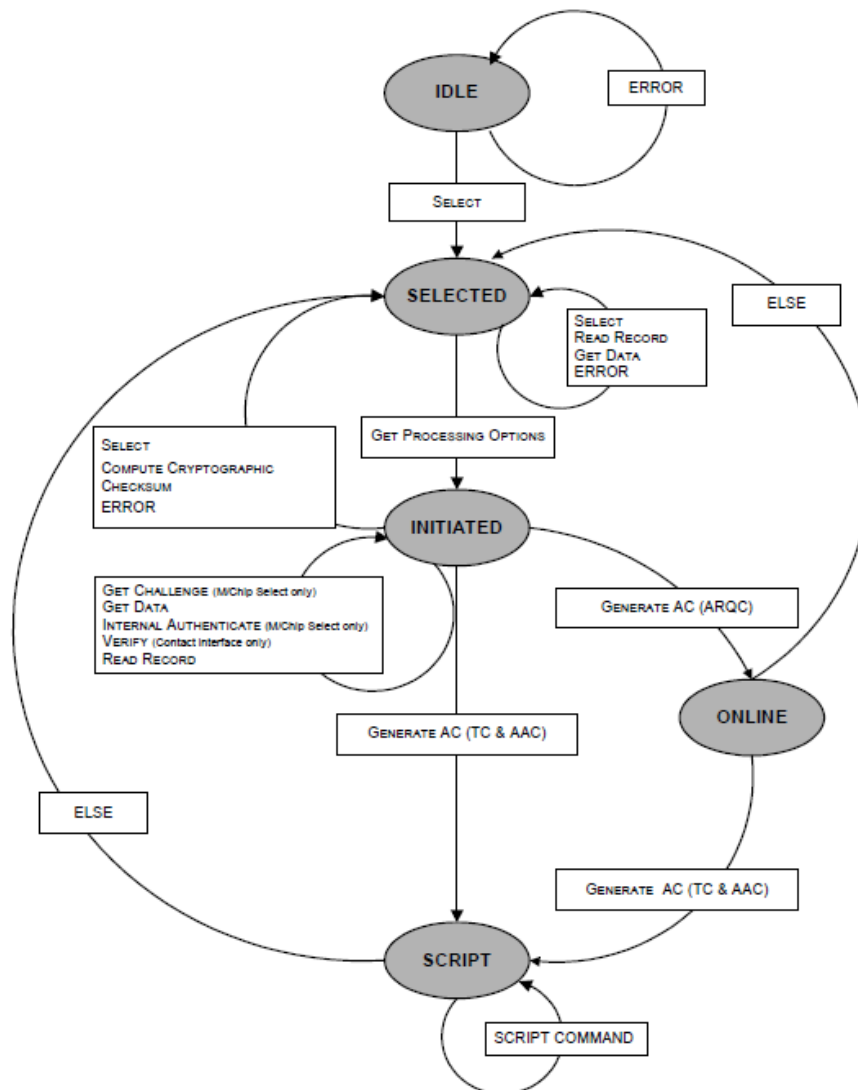 IDLE
ERROR
SELECT
SELECTED
ELSE
SELECT
READ RECORD
GET DATA
ERROR
GET PROCESSING OPTIONS
SELECT
COMPUTE CRYPTOGRAPHIC
CHECKSUM
ERROR
INITIATED
GET CHALLENGE (M/Chip Select only)
GET DATA
INTERNAL AUTHENTICATE (M/Chip Select only)
VERIFY (Contact Interface only)
READ RECORD
GENERATE AC (ARQC)
ONLINE
GENERATE AC (TC & AAC)
ELSE
GENERATE AC (TC & AAC)
SCRIPT
SCRIPT COMMAND